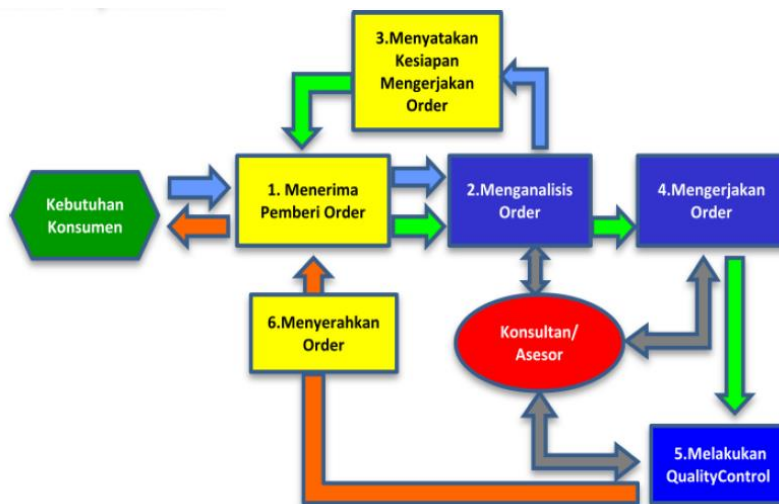 3.Menyatakan
Kesiapan
Mengerjakan
Order
Kebutuhan
Konsumen
1. Menerima
Pemberi Order
2.Menganalisis
Order
4.Mengerjakan
Order
6.Menyerahkan
Order
Konsultan/
Asesor
5.Melakukan
QualityControl